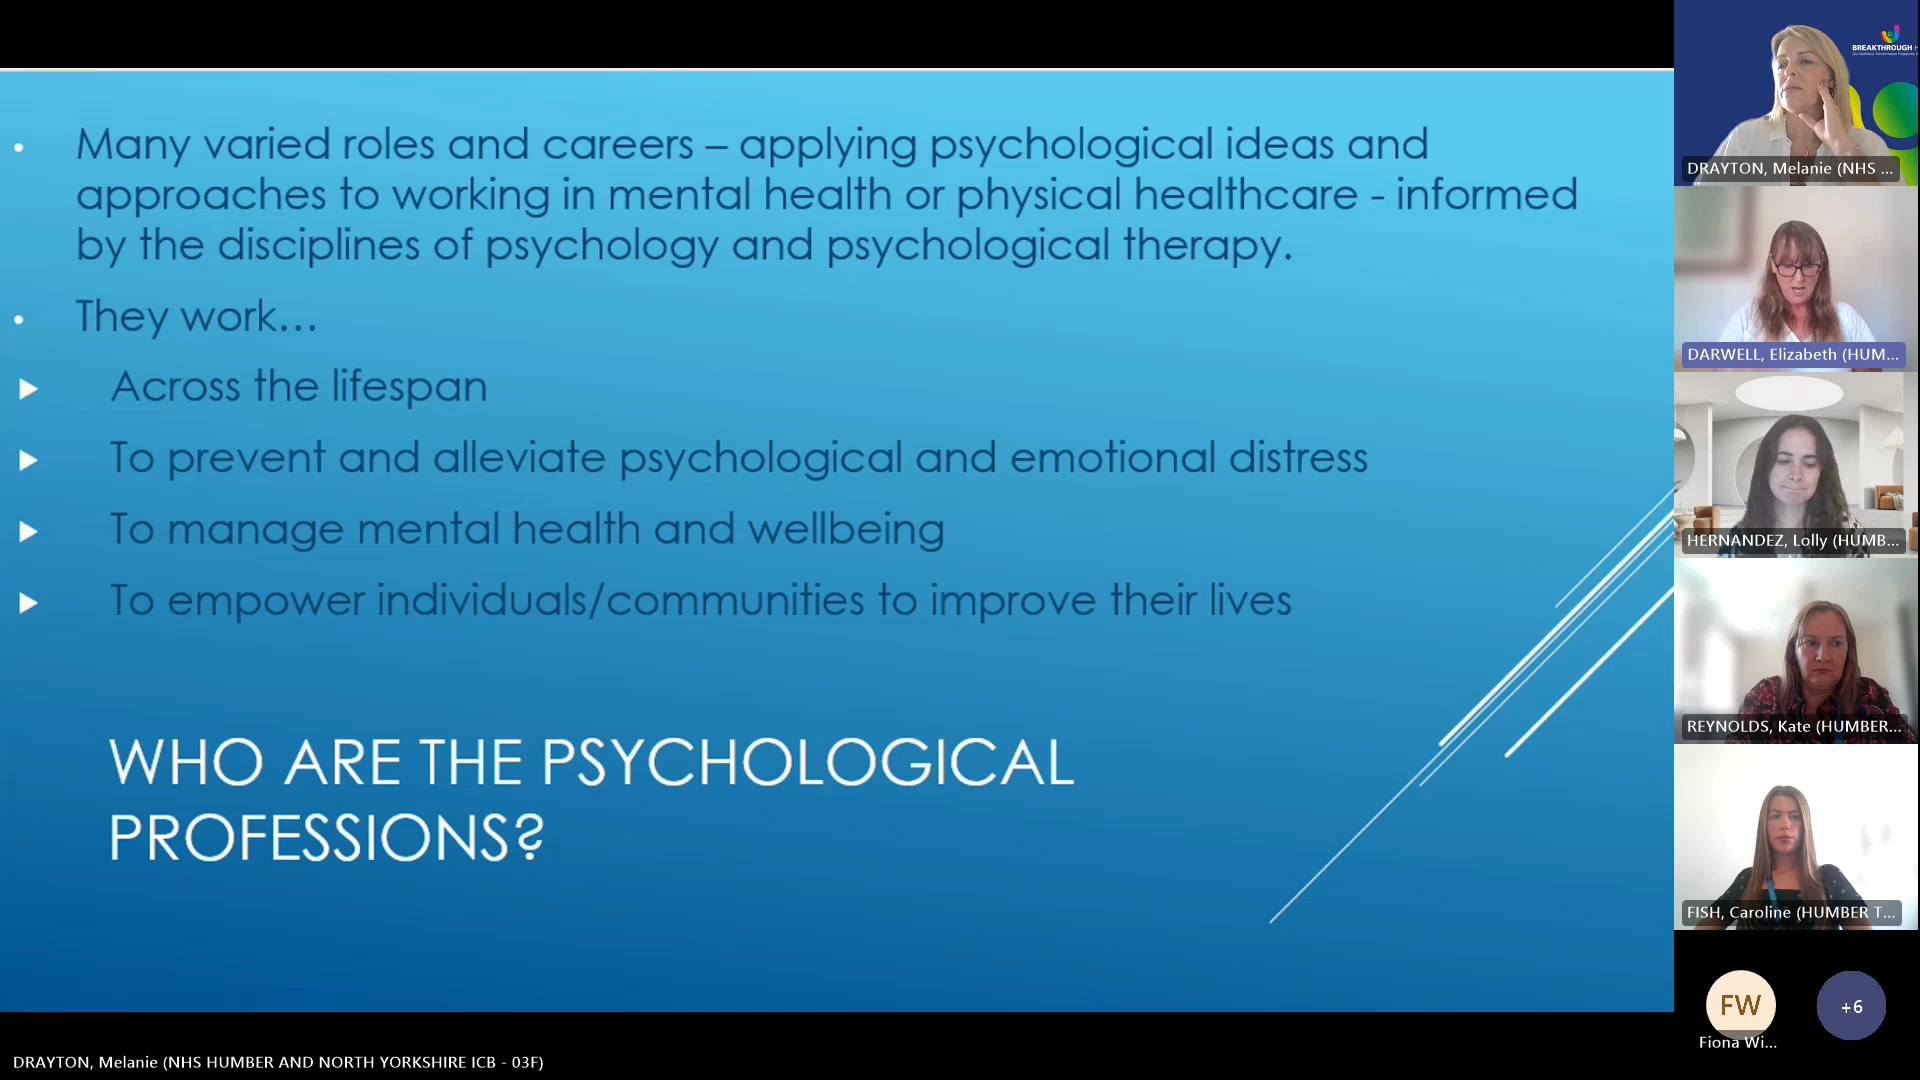 • Many varied roles and careers – applying psychological ideas and
approaches to working in mental health or physical healthcare - informed
by the disciplines of psychology and psychological therapy.
• They work…
Across the lifespan
To prevent and alleviate psychological and emotional distress
To manage mental health and wellbeing
To empower individuals/communities to improve their lives
WHO ARE THE PSYCHOLOGICAL
PROFESSIONS?
BREAKTHROUGH H
DRAYTON, Melanie (NHS ...
DARWELL, Elizabeth (HUM...
HERNANDEZ, Lolly (HUMB...
REYNOLDS, Kate (HUMBER...
FISH, Caroline (HUMBER T...
FW
+6
Fiona Wi...
DRAYTON, Melanie (NHS HUMBER AND NORTH YORKSHIRE ICB - 03F)